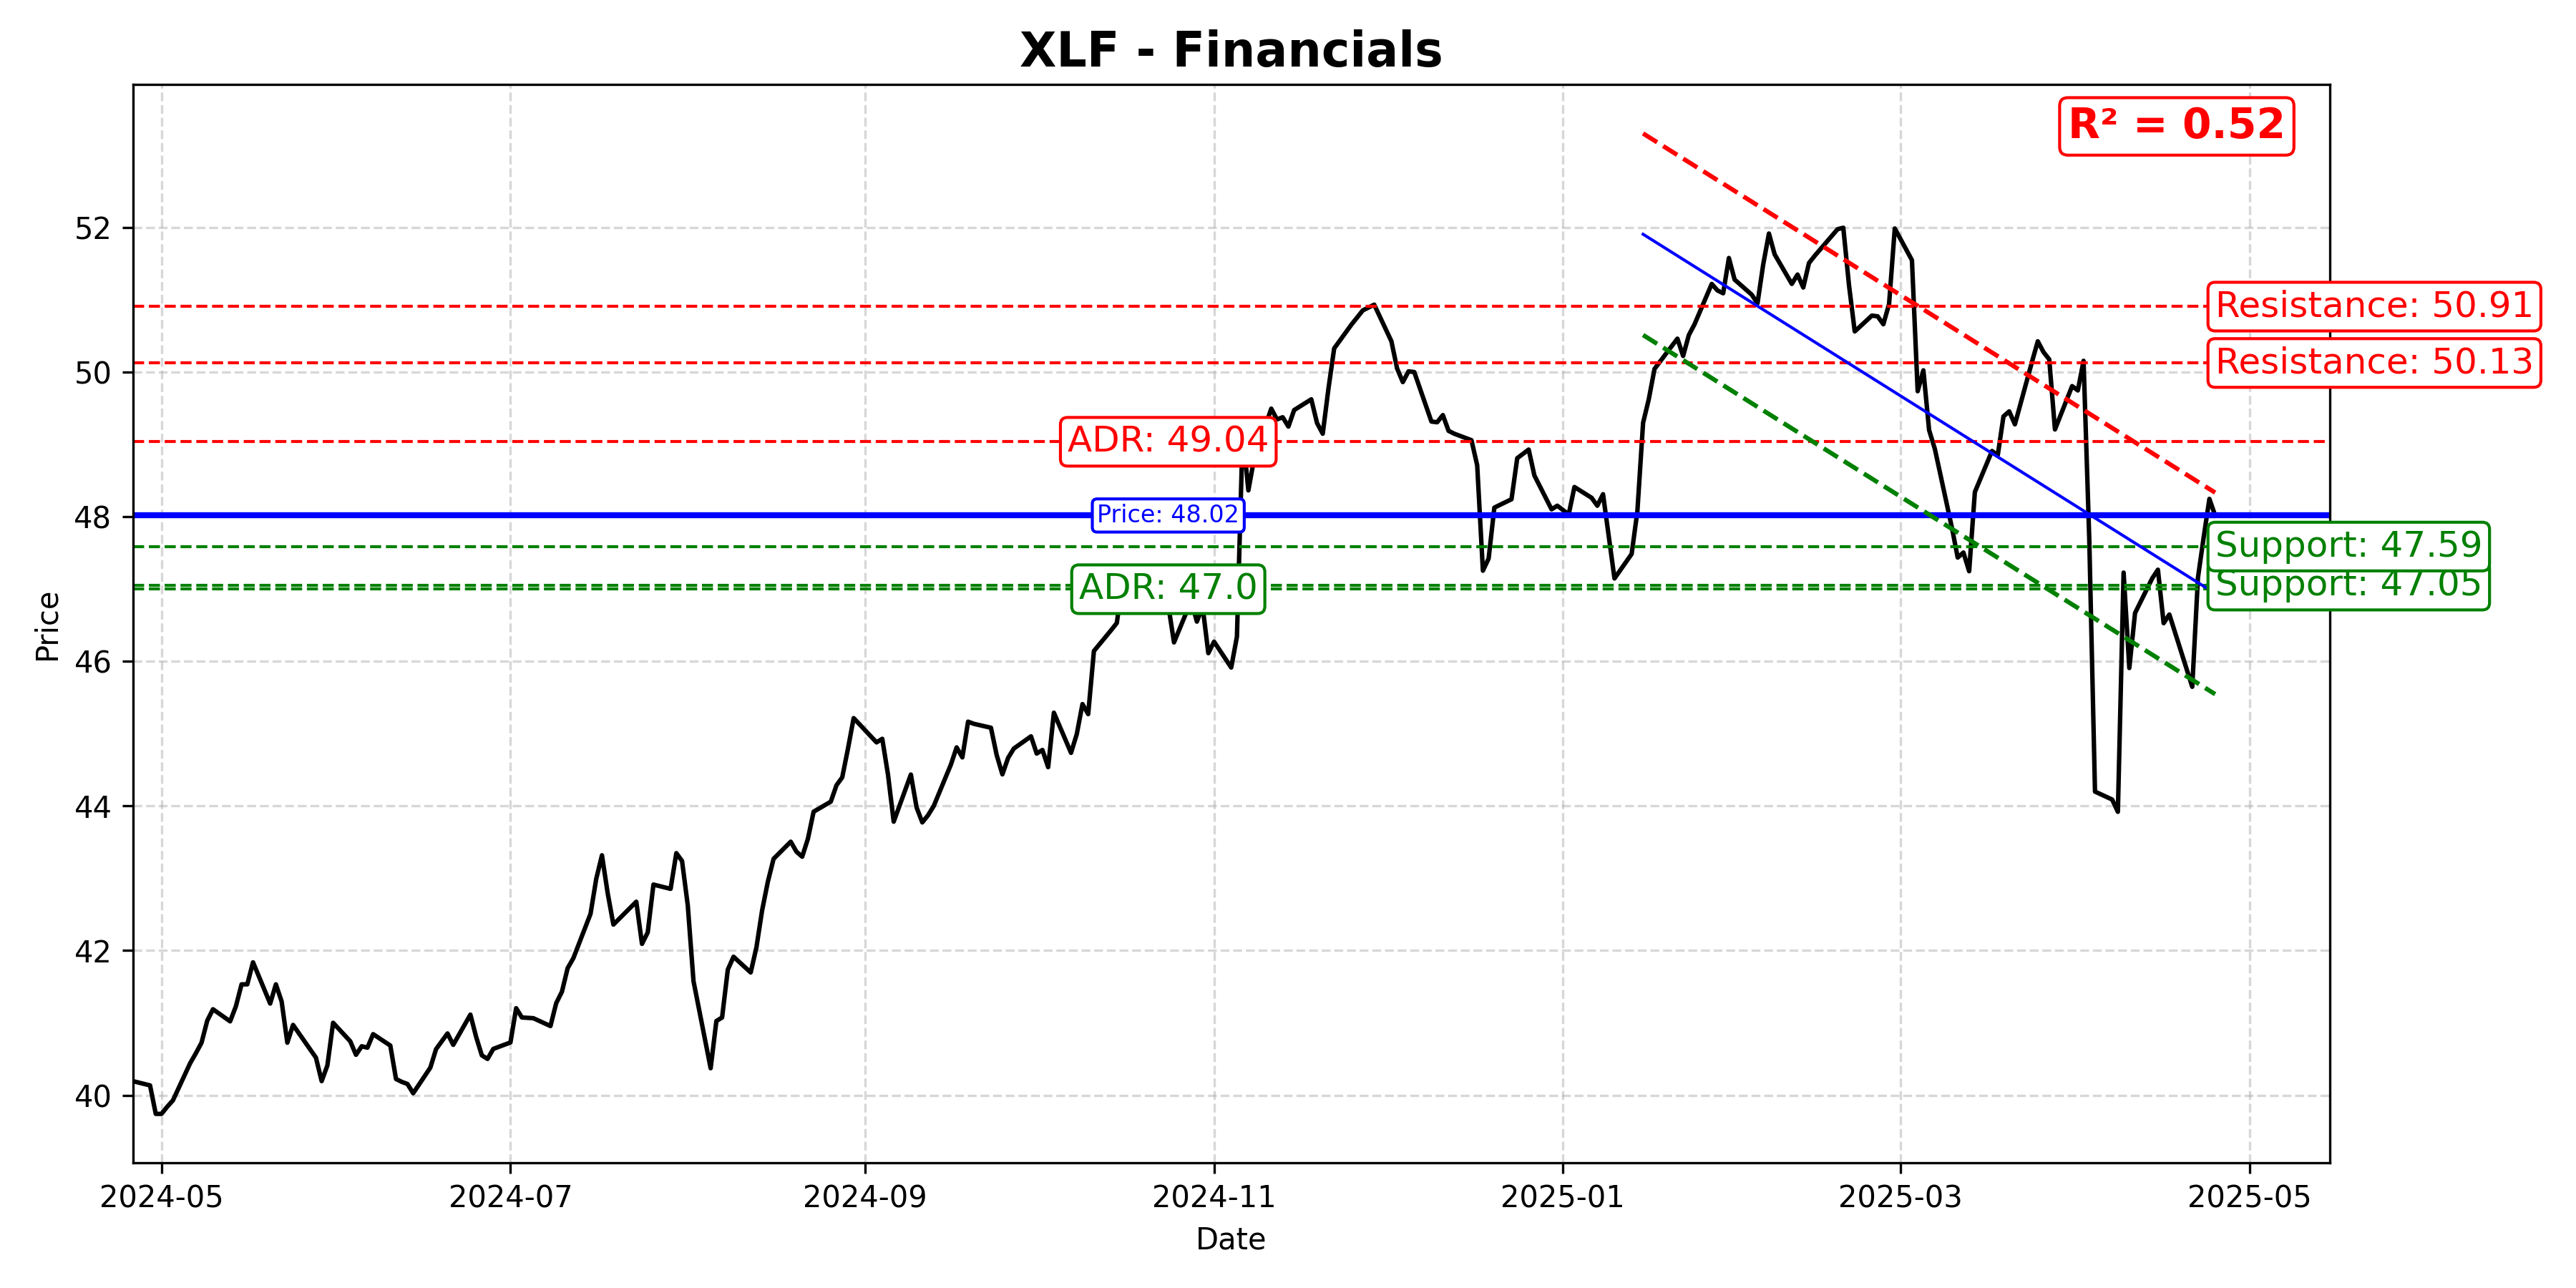 XLF - Financials
R² = 0.52
52
50
48
46
44
42
40
Price
Resistance: 50.91
Resistance: 50.13
ADR: 49.04
Price: 48.02
Support: 47.59
Support: 47.05
ADR: 47.0
2024-05
2024-07
2024-09
2024-11
2025-01
2025-03
2025-05
Date